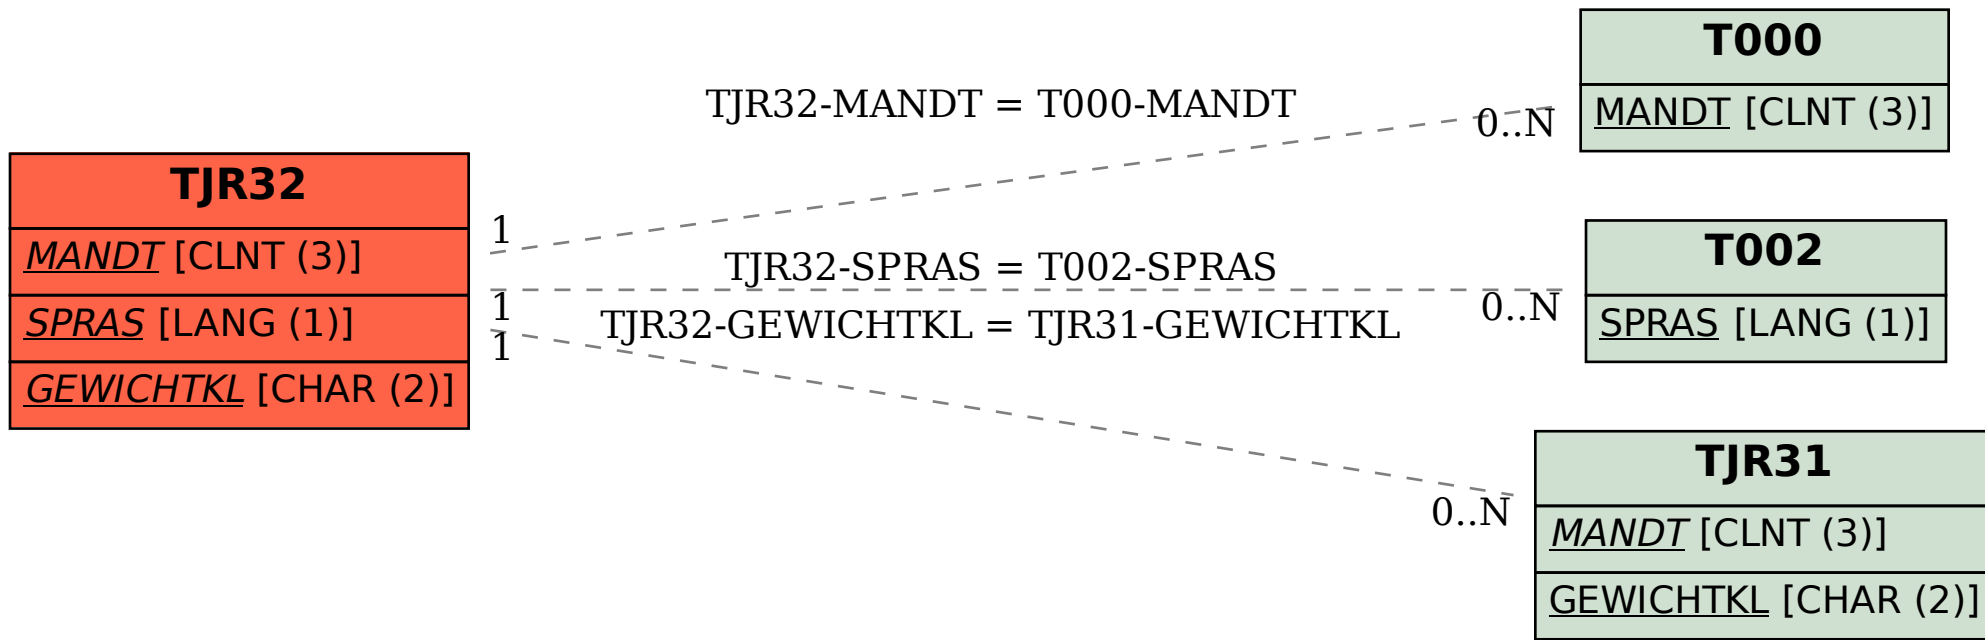 TJR32
MANDT [CLNT (3)]
SPRAS [LANG (1)]
GEWICHTKL [CHAR (2)]
TJR32-MANDT = T000-MANDT
1
0..N
TJR32-SPRAS = T002-SPRAS
1
0..N
TJR32-GEWICHTKL = TJR31-GEWICHTKL
1
0..N
T000
MANDT [CLNT (3)]
T002
SPRAS [LANG (1)]
TJR31
MANDT [CLNT (3)]
GEWICHTKL [CHAR (2)]